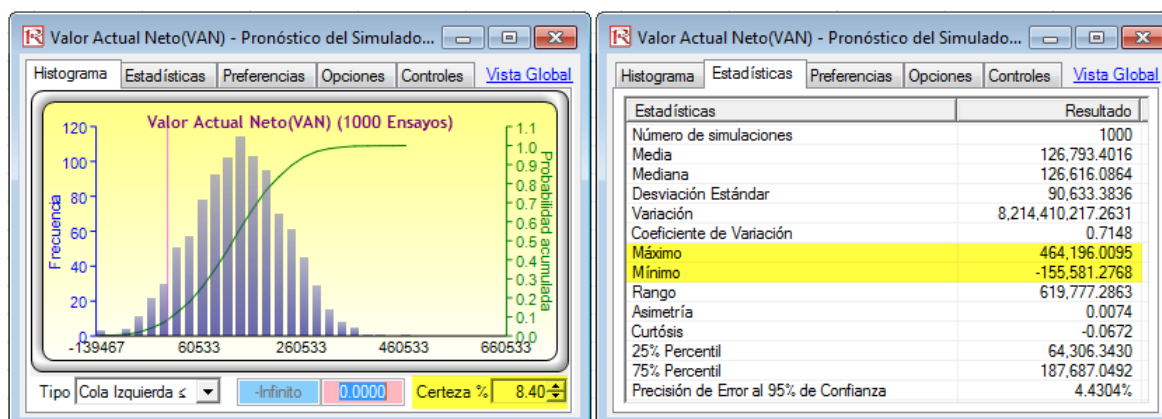 Valor Actual Neto(VAN) - Pronóstico del Simulado...
Histograma Estadísticas Preferencias Opciones Controles Vista Global
Valor Actual Neto(VAN) (1000 Ensayos)
Frecuencia
120
100
80
60
40
20
0
1.1
1.0
0.9
0.8
0.7
0.6
0.5
0.4
0.3
0.2
0.1
0.0
Probabilidad acumulada
-139467 60533 260533 460533 660533
Tipo Cola Izquierda ≤ -Infinito 0.0000 Certeza % 8.40
Valor Actual Neto(VAN) - Pronóstico del Simulado...
Histograma Estadísticas Preferencias Opciones Controles Vista Global
Estadísticas Resultado
Número de simulaciones 1000
Media 126,793.4016
Mediana 126,616.0864
Desviación Estándar 90,633.3836
Variación 8,214,410,217.2631
Coeficiente de Variación 0.7148
Máximo 464,196.0095
Mínimo -155,581.2768
Rango 619,777.2863
Asimetría 0.0074
Curtósis -0.0672
25% Percentil 64,306.3430
75% Percentil 187,687.0492
Precisión de Error al 95% de Confianza 4.4304%